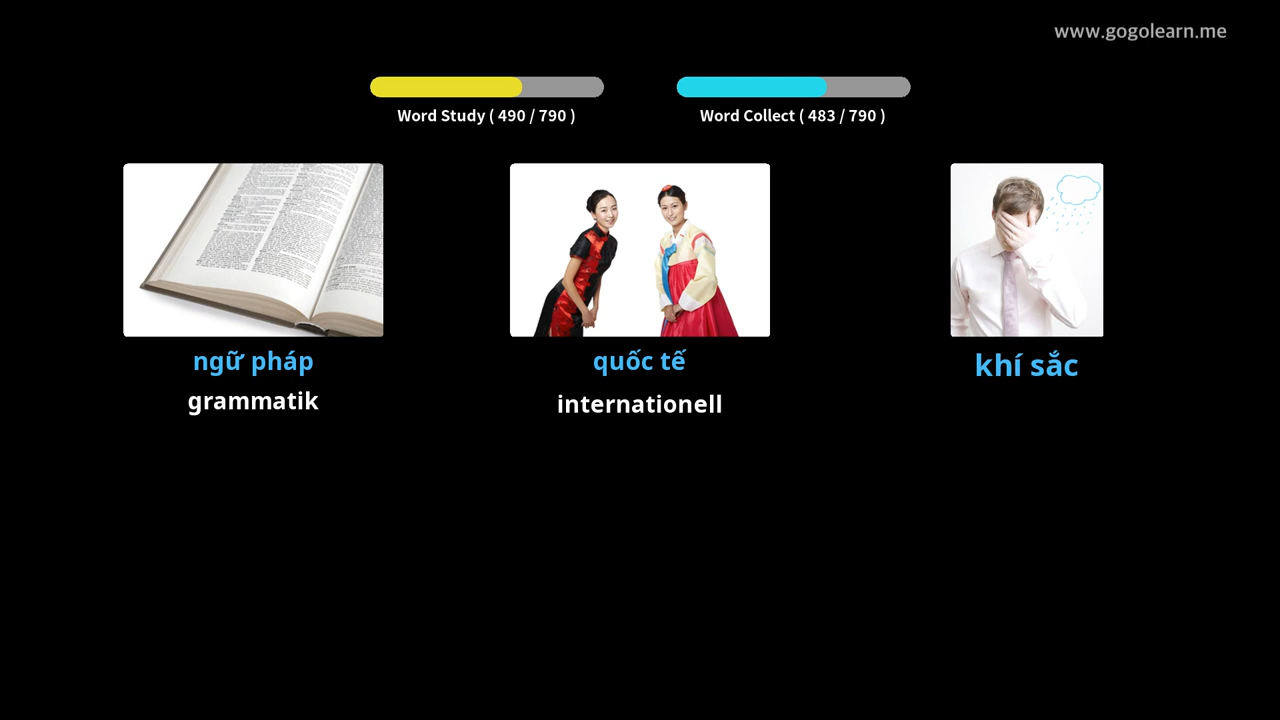 www.gogolearn.me
Word Study ( 490 / 790 )
Word Collect ( 483 / 790 )
ngữ pháp
grammatik
quốc tế
internationell
khí sắc